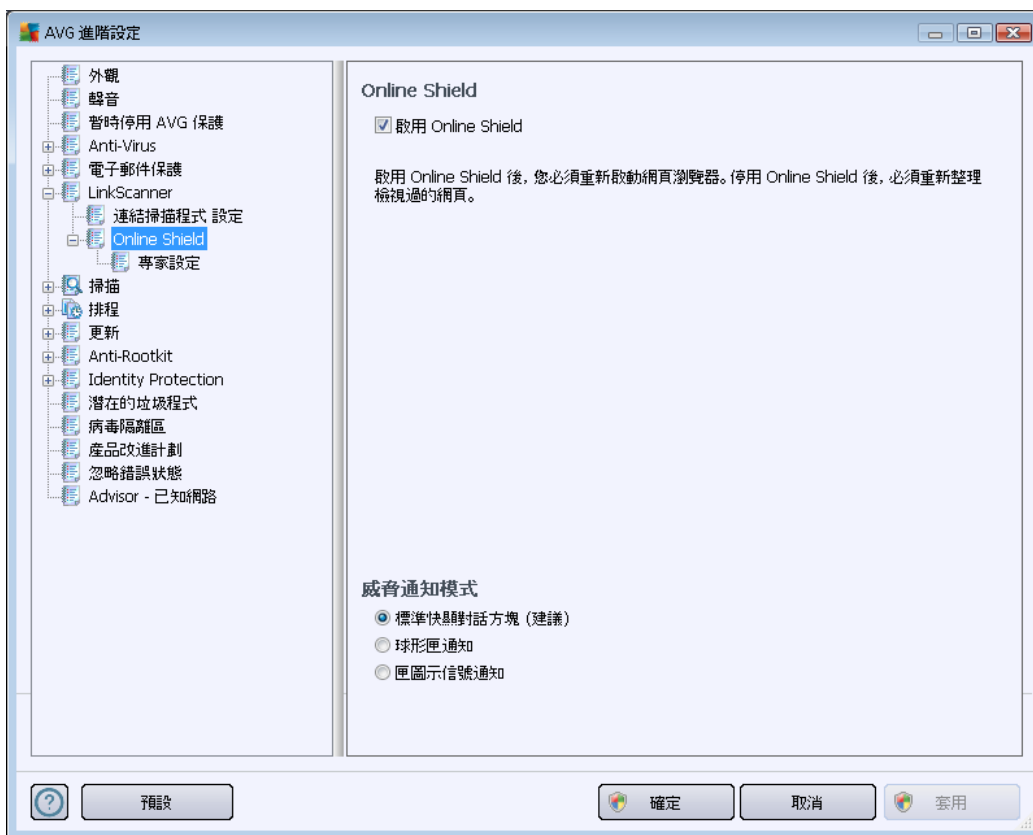 AVG 進階設定
外觀
聲音
暫時停用 AVG 保護
Anti-Virus
電子郵件保護
LinkScanner
連結掃描程式 設定
Online Shield
專家設定
掃描
排程
更新
Anti-Rootkit
Identity Protection
潛在的垃圾程式
病毒隔離區
產品改進計劃
忽略錯誤狀態
Advisor - 已知網路
Online Shield
啟用 Online Shield
啟用 Online Shield 後, 您必須重新啟動網頁瀏覽器。停用 Online Shield 後, 必須重新整理
檢視過的網頁。
威脅通知模式
標準快顯對話方塊 (建議)
球形匣通知
匣圖示信號通知
預設
確定
取消
套用